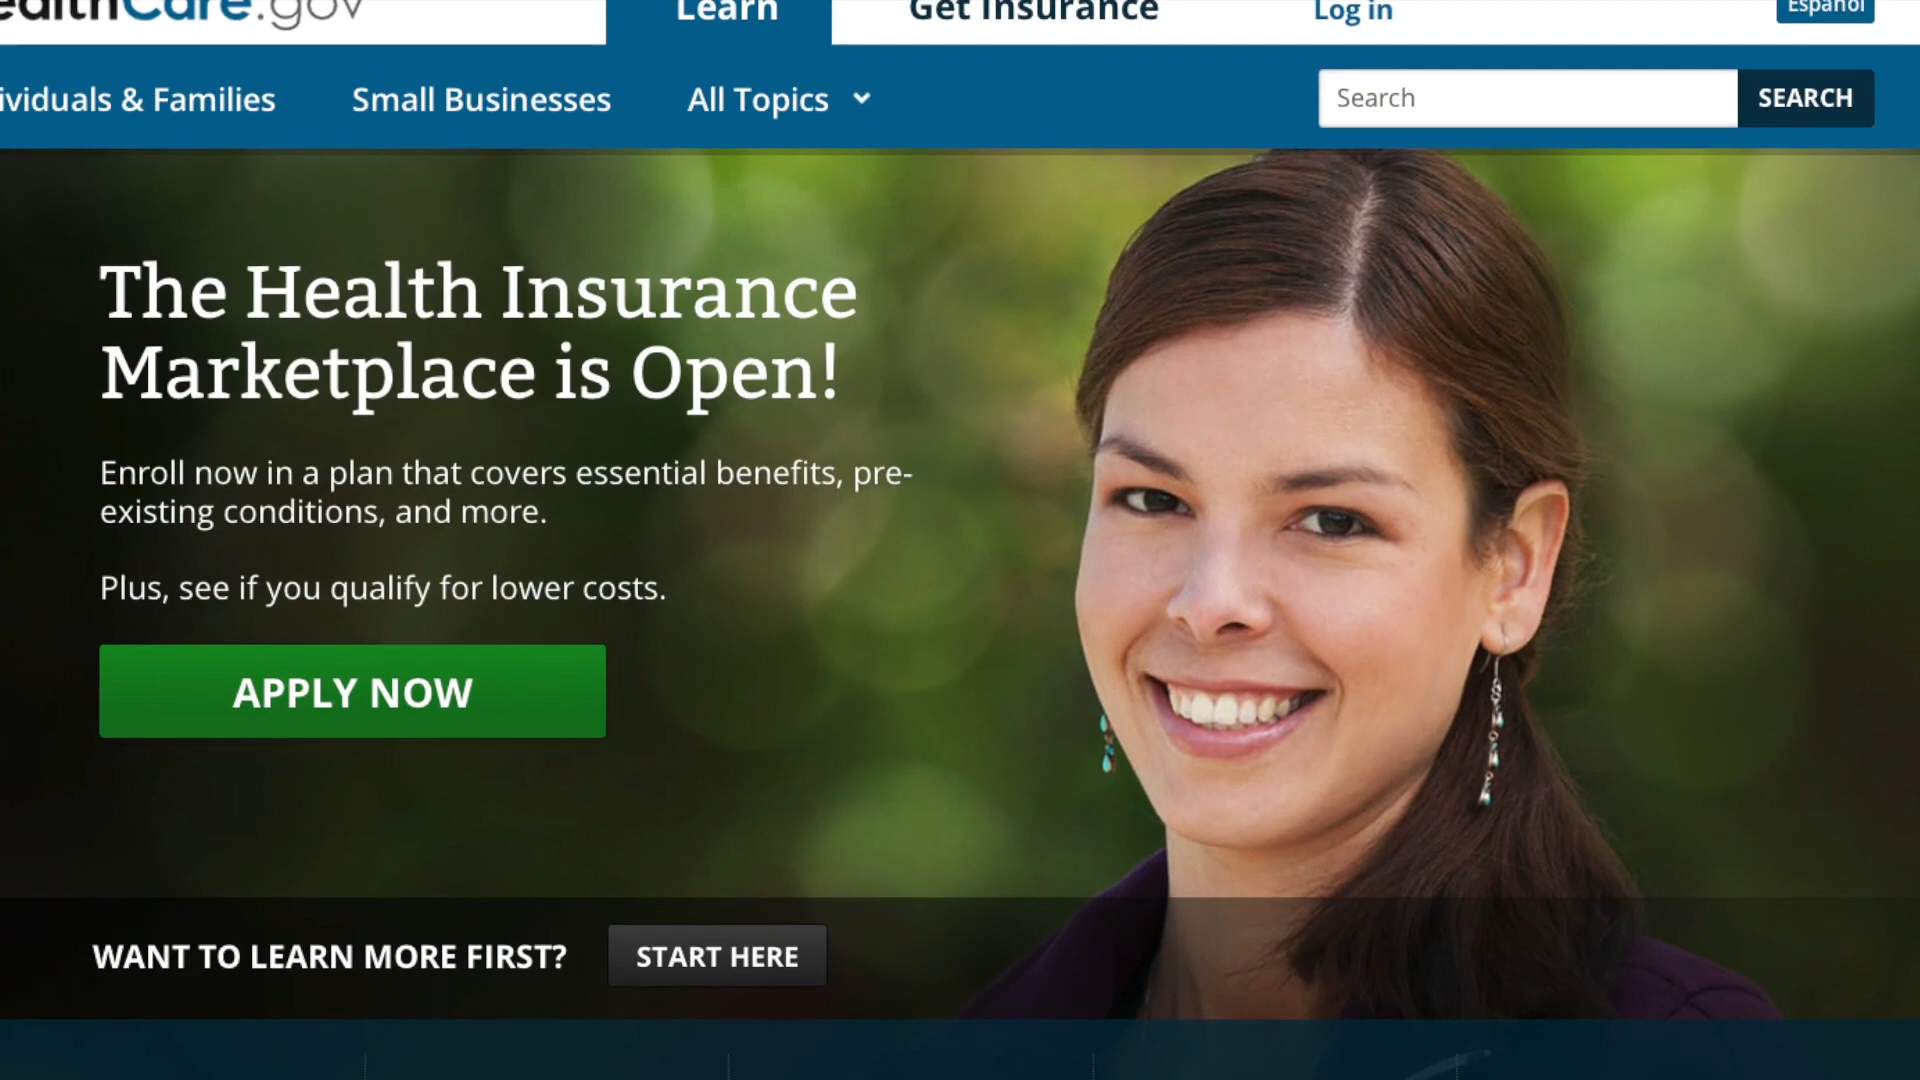 ealthCare.gov
Learn
Get Insurance
Log in
Español
ividuals & Families
Small Businesses
All Topics
Search
SEARCH
The Health Insurance
Marketplace is Open!
Enroll now in a plan that covers essential benefits, pre-
existing conditions, and more.
Plus, see if you qualify for lower costs.
APPLY NOW
WANT TO LEARN MORE FIRST?
START HERE